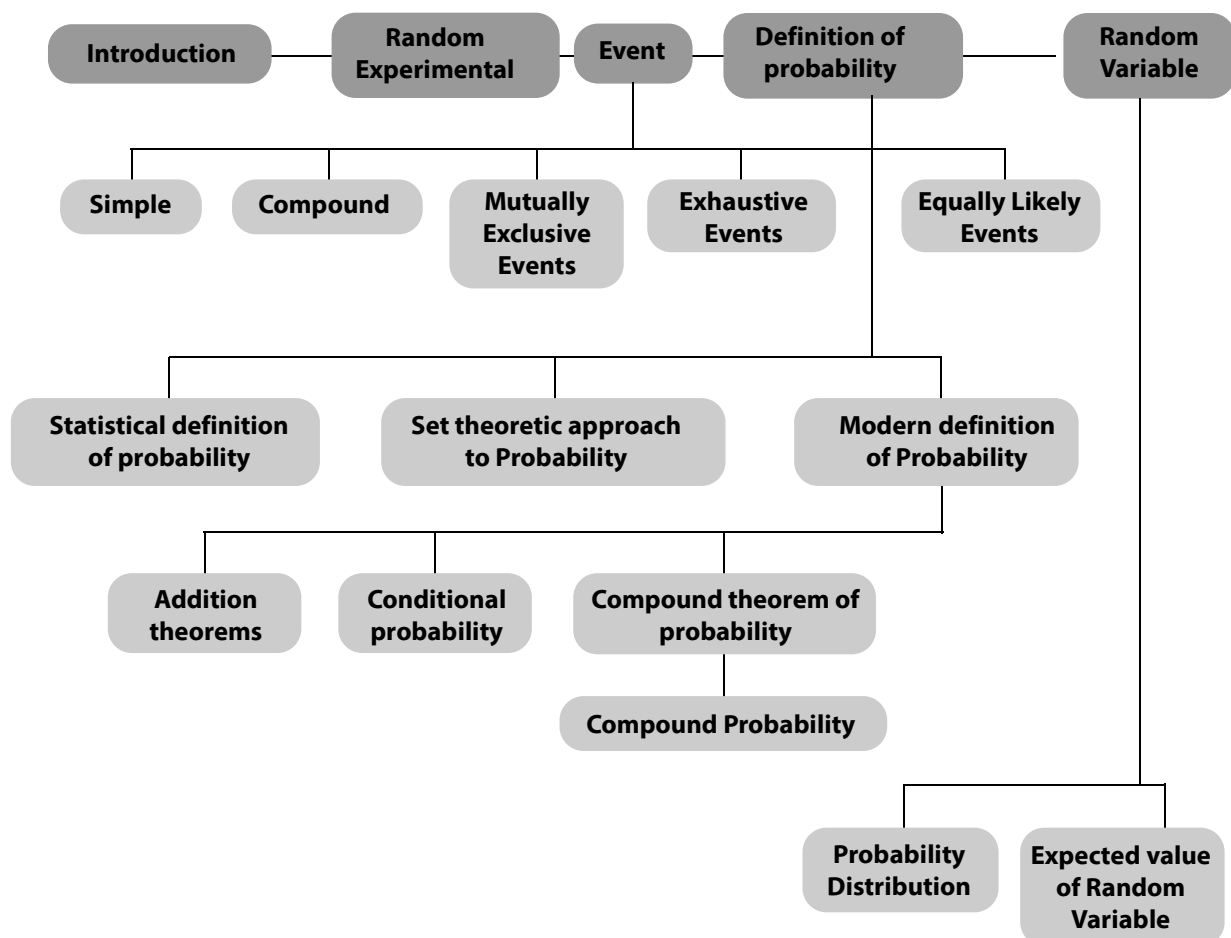 Introduction
Random
Experimental
Event
Definition of
probability
Random
Variable
Simple
Compound
Mutually
Exclusive
Events
Exhaustive
Events
Equally Likely
Events
Statistical definition
of probability
Set theoretic approach
to Probability
Modern definition
of Probability
Addition
theorems
Conditional
probability
Compound theorem of
probability
Compound Probability
Probability
Distribution
Expected value
of Random
Variable